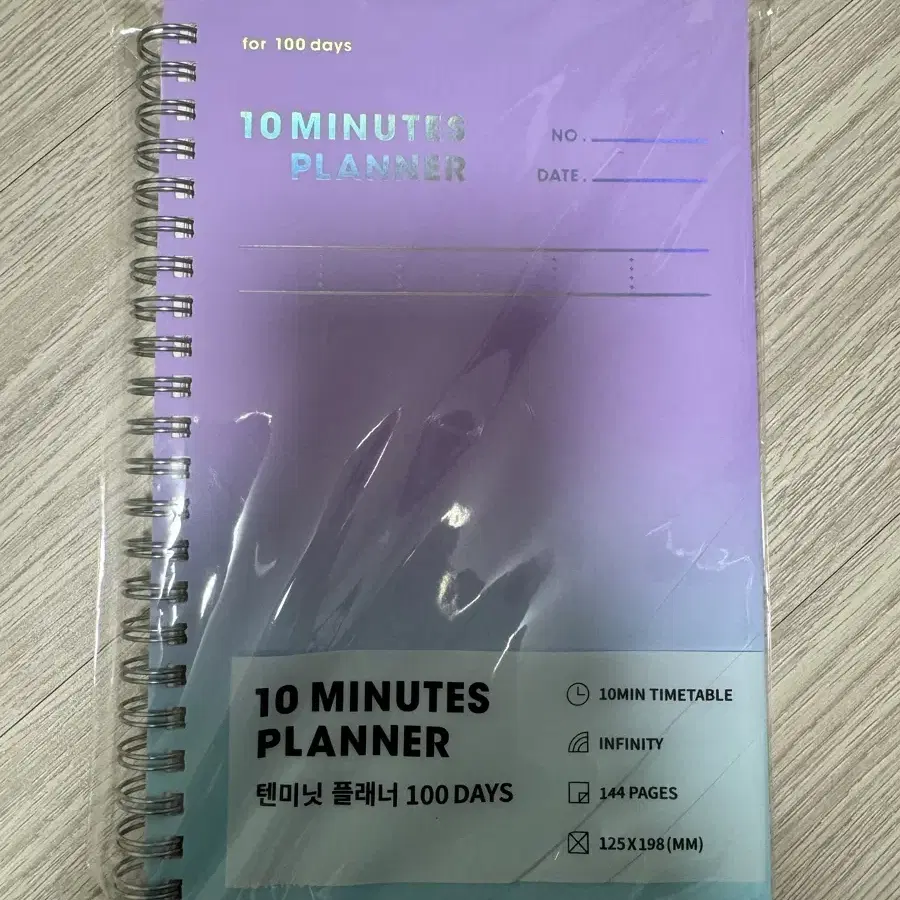 for 100 days
10 MINUTES
PLANNER
NO.
DATE.
10 MINUTES
PLANNER
텐미닛 플래너 100 DAYS
10MIN TIMETABLE
INFINITY
144 PAGES
125X198(MM)